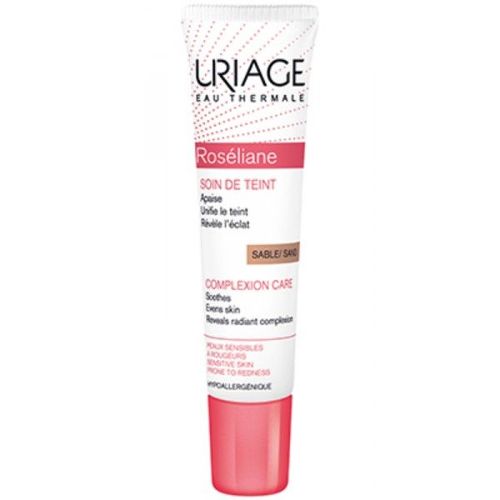 URIAGE
EAU THERMALE
Roséliane
SOIN DE TEINT
Apaise
Unifie le teint
Révèle l'éclat
SABLE/ SAND
COMPLEXION CARE
Soothes
Evens skin
Reveals radiant complexion
PEAUX SENSIBLES
À ROUGEURS
SENSITIVE SKIN
PRONE TO REDNESS
HYPOALLERGÉNIQUE